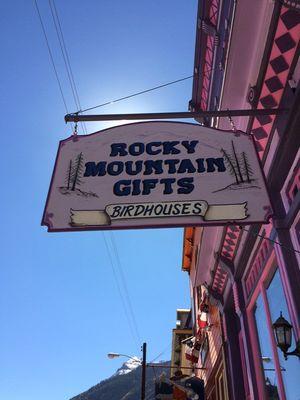 ROCKY
MOUNTAIN
GIFTS
BIRDHOUSES